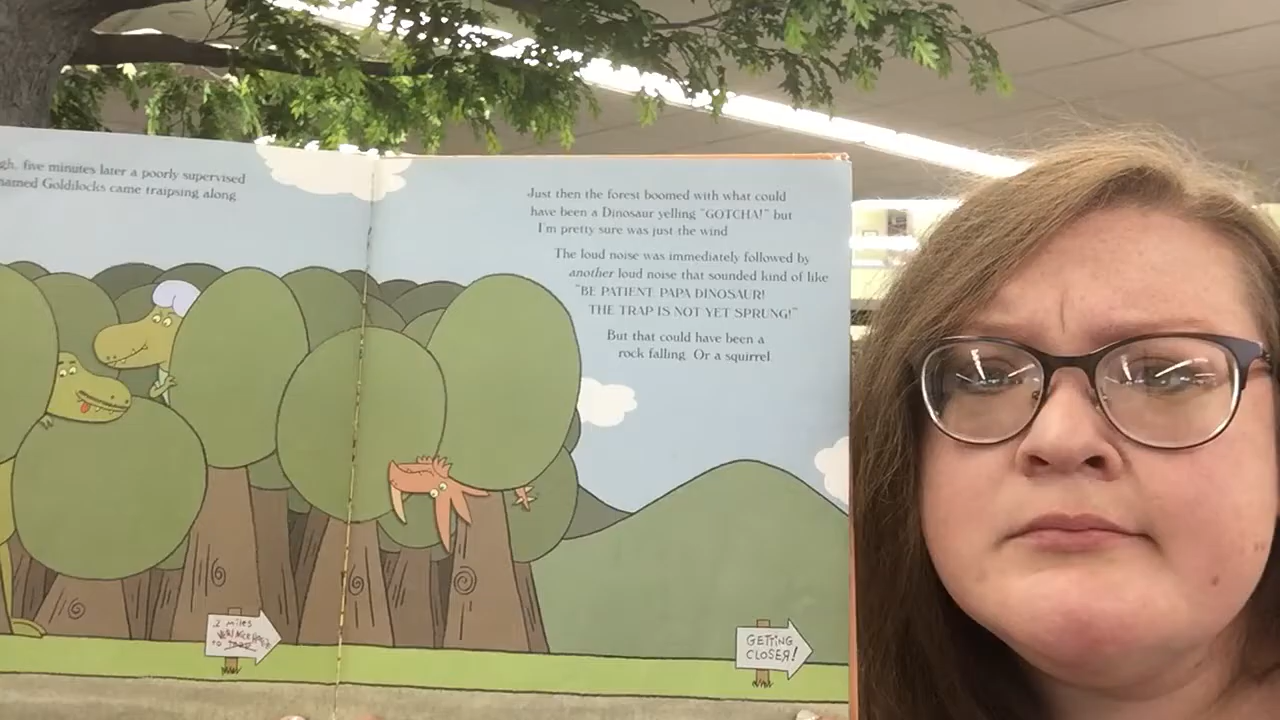 gh, five minutes later a poorly supervised
named Goldilocks came traipsing along
Just then the forest boomed with what could
have been a Dinosaur yelling "GOTCHA!" but
I'm pretty sure was just the wind
The loud noise was immediately followed by
another loud noise that sounded kind of like
"BE PATIENT, PAPA DINOSAUR!
THE TRAP IS NOT YET SPRUNG!"
But that could have been a
rock falling. Or a squirrel.
2 miles
to
GETTING
CLOSER!